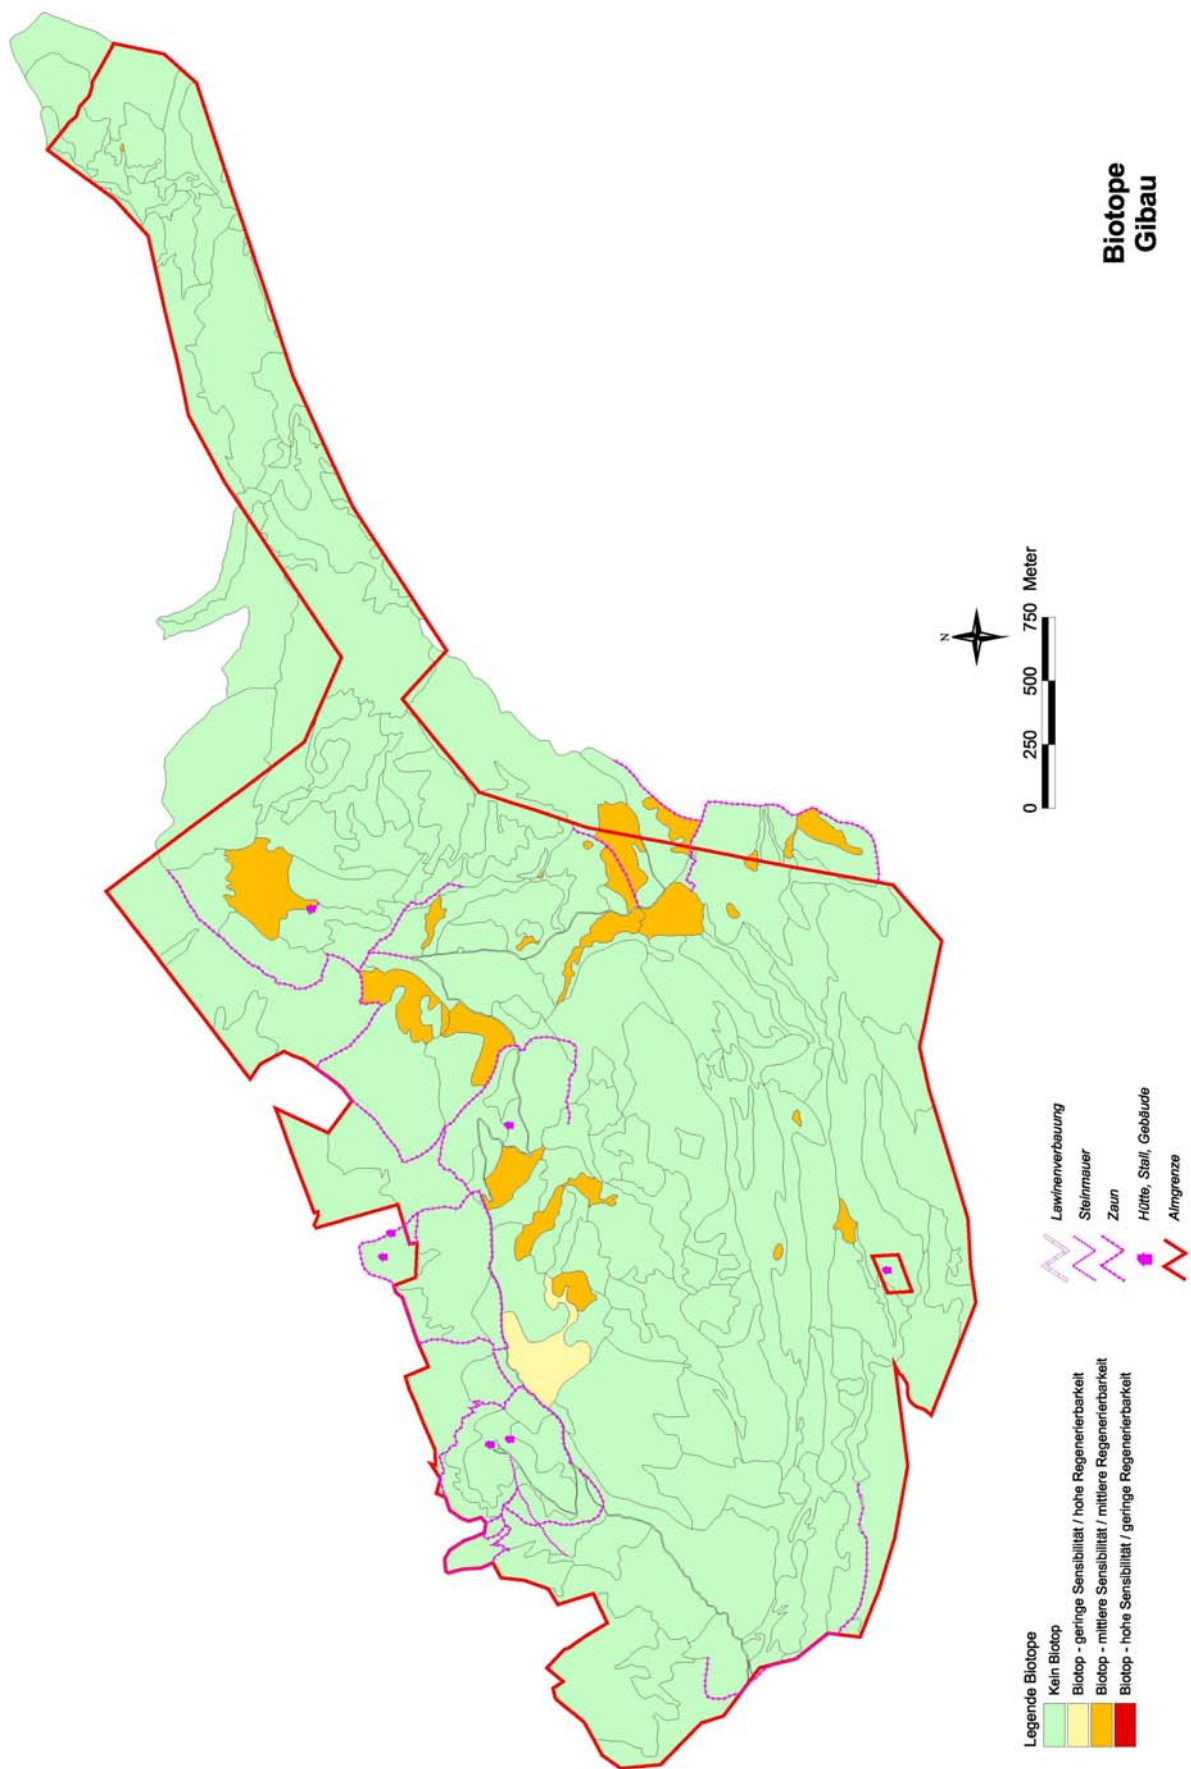 Biotope
Gibau
N
0 250 500 750 Meter
Legende Biotope
Kein Biotop
Biotop - geringe Sensibilität / hohe Regenerierbarkeit
Biotop - mittlere Sensibilität / mittlere Regenerierbarkeit
Biotop - hohe Sensibilität / geringe Regenerierbarkeit
Lawinenverbauung
Steinmauer
Zaun
Hütte, Stall, Gebäude
Almgrenze